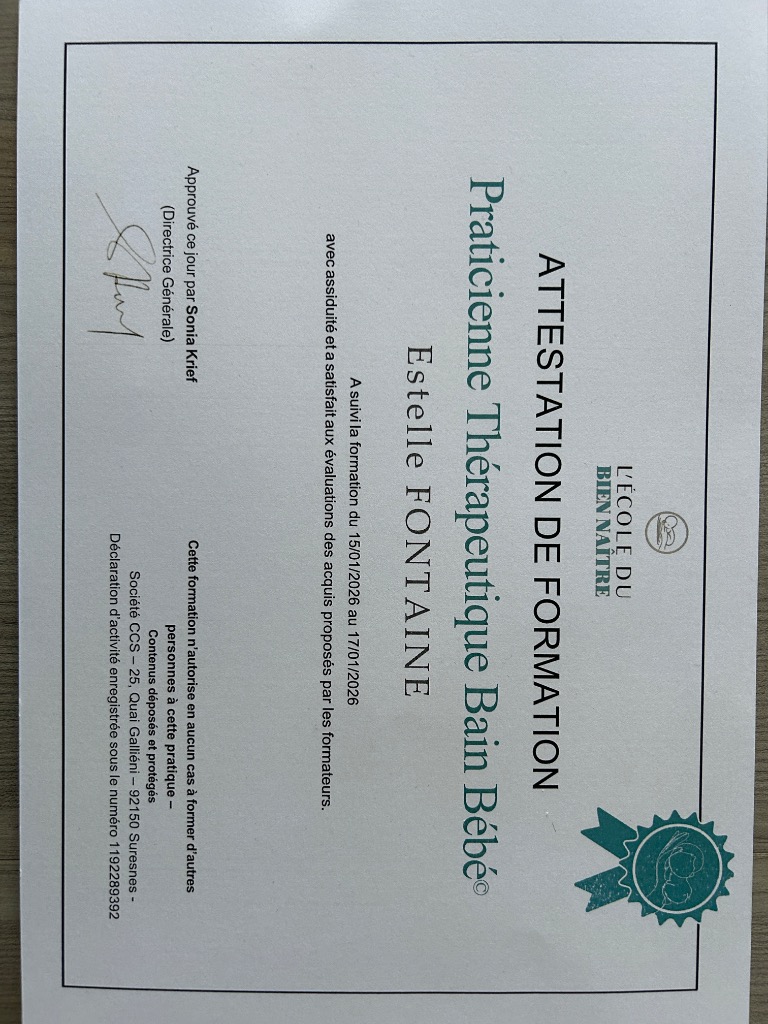 L'ÉCOLE DU
BIEN NAÎTRE
ATTESTATION DE FORMATION
Praticienne Thérapeutique Bain Bébé©
Estelle FONTAINE
A suivi la formation du 15/01/2026 au 17/01/2026
avec assiduité et a satisfait aux évaluations des acquis proposés par les formateurs.
Approuvé ce jour par Sonia Krief
(Directrice Générale)
Cette formation n'autorise en aucun cas à former d'autres
personnes à cette pratique –
Contenus déposés et protégés
Société CCS – 25, Quai Galliéni – 92150 Suresnes -
Déclaration d'activité enregistrée sous le numéro 1192289392